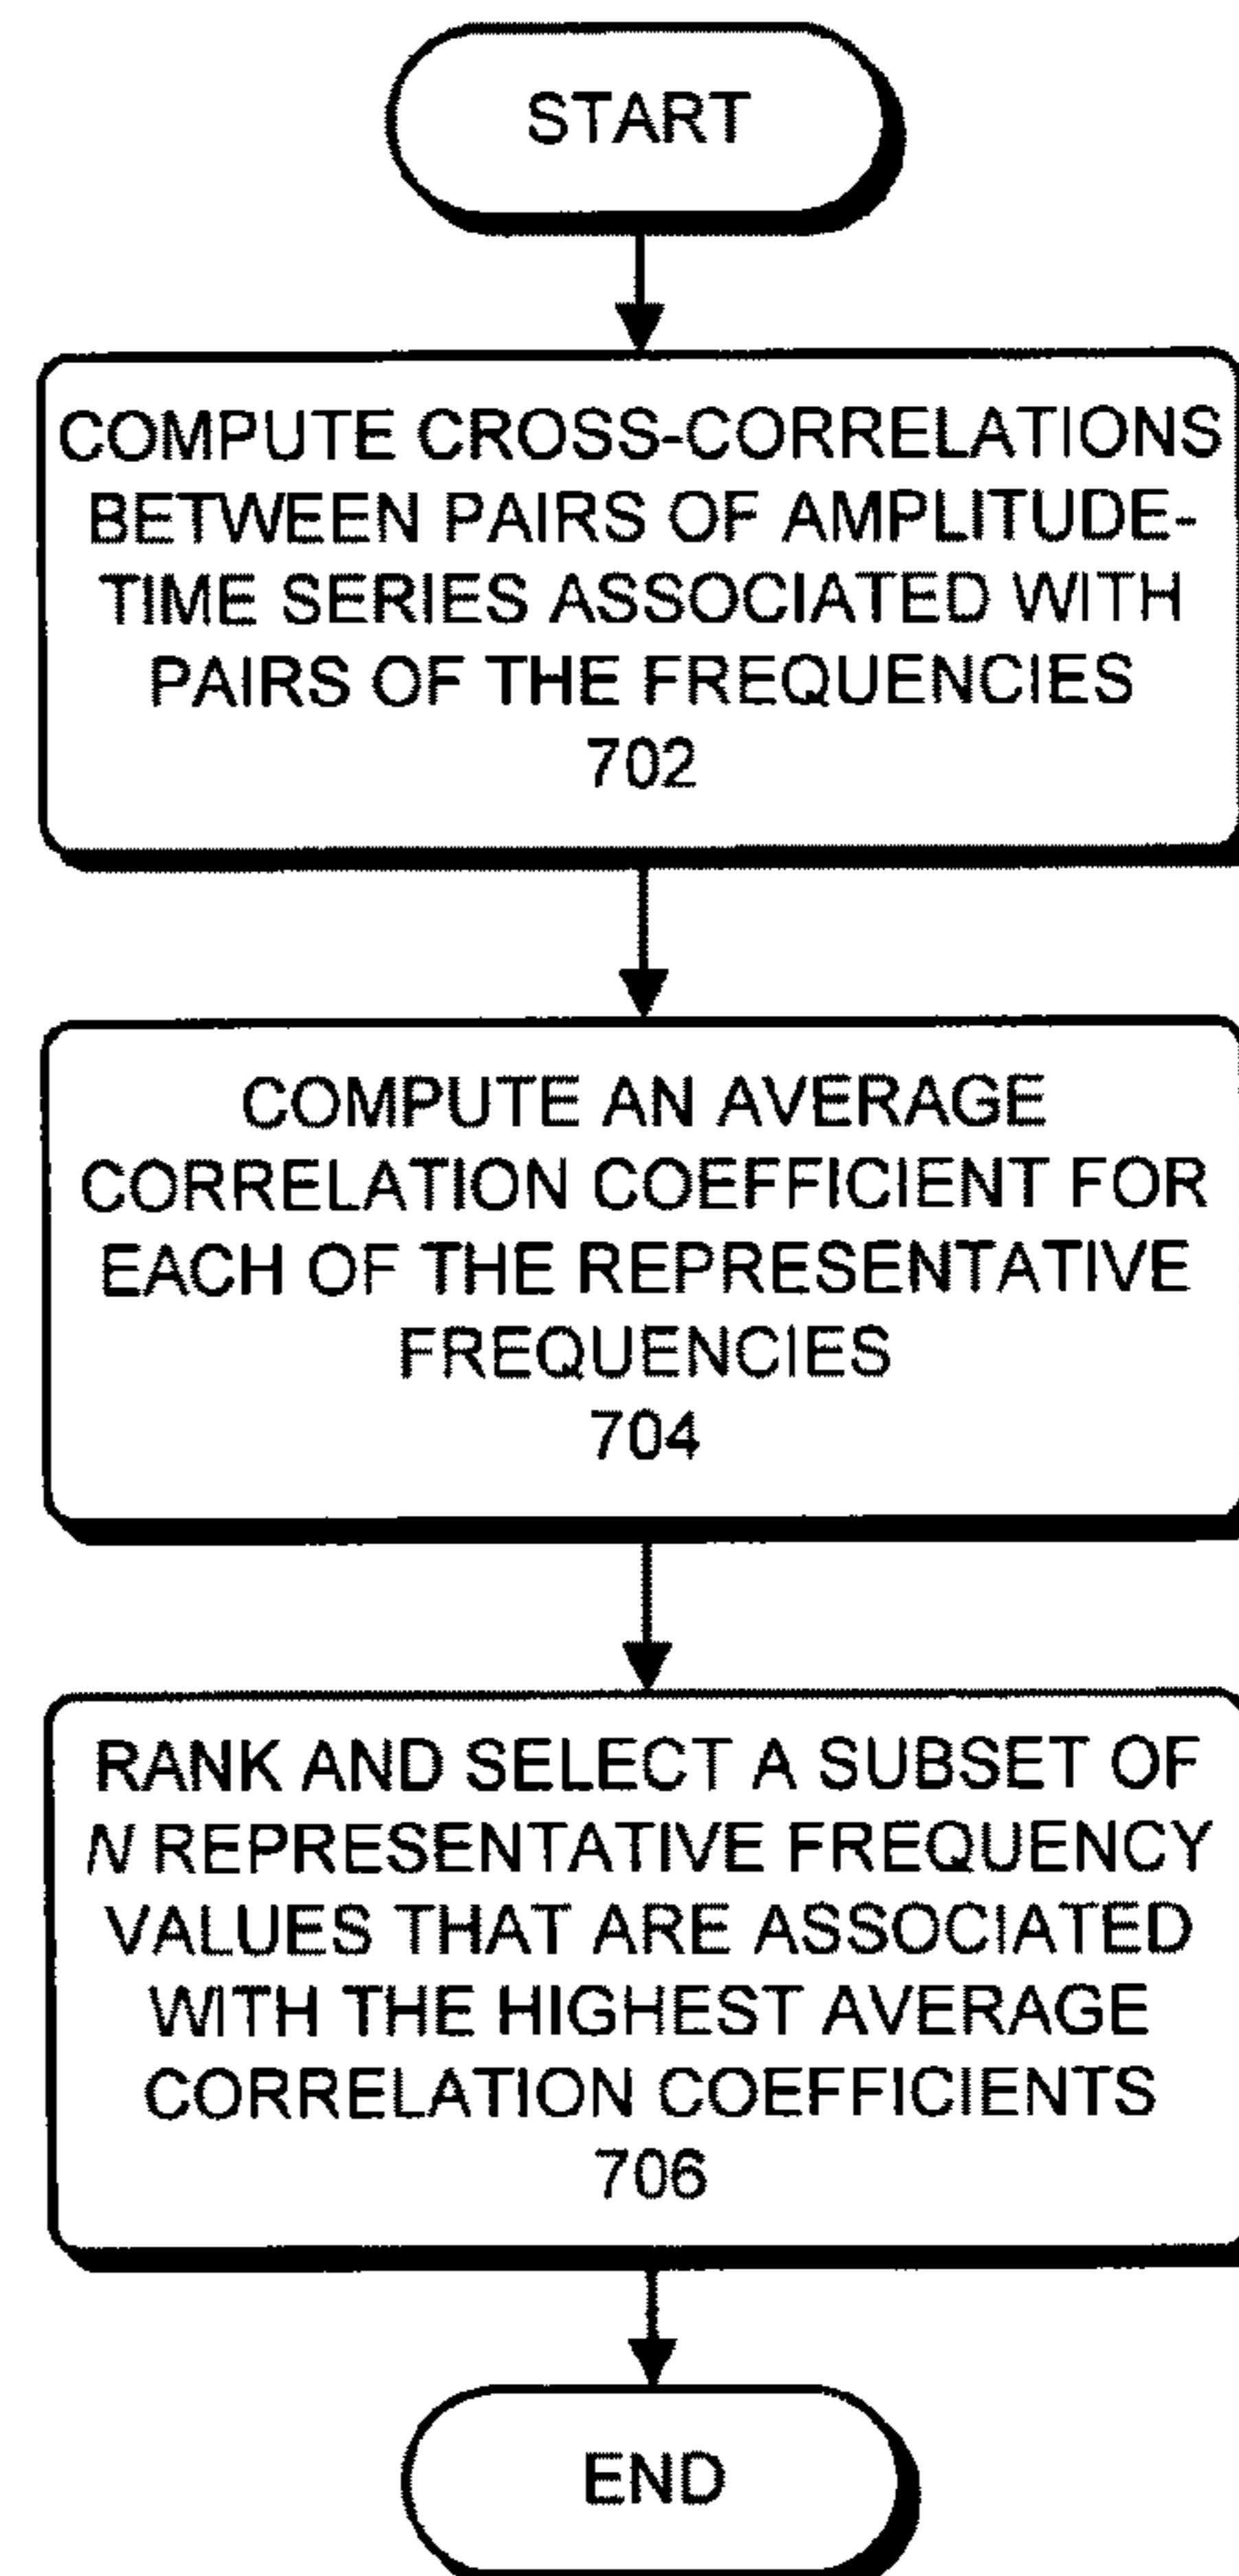 START
COMPUTE CROSS-CORRELATIONS
BETWEEN PAIRS OF AMPLITUDE-
TIME SERIES ASSOCIATED WITH
PAIRS OF THE FREQUENCIES
702
COMPUTE AN AVERAGE
CORRELATION COEFFICIENT FOR
EACH OF THE REPRESENTATIVE
FREQUENCIES
704
RANK AND SELECT A SUBSET OF
N REPRESENTATIVE FREQUENCY
VALUES THAT ARE ASSOCIATED
WITH THE HIGHEST AVERAGE
CORRELATION COEFFICIENTS
706
END